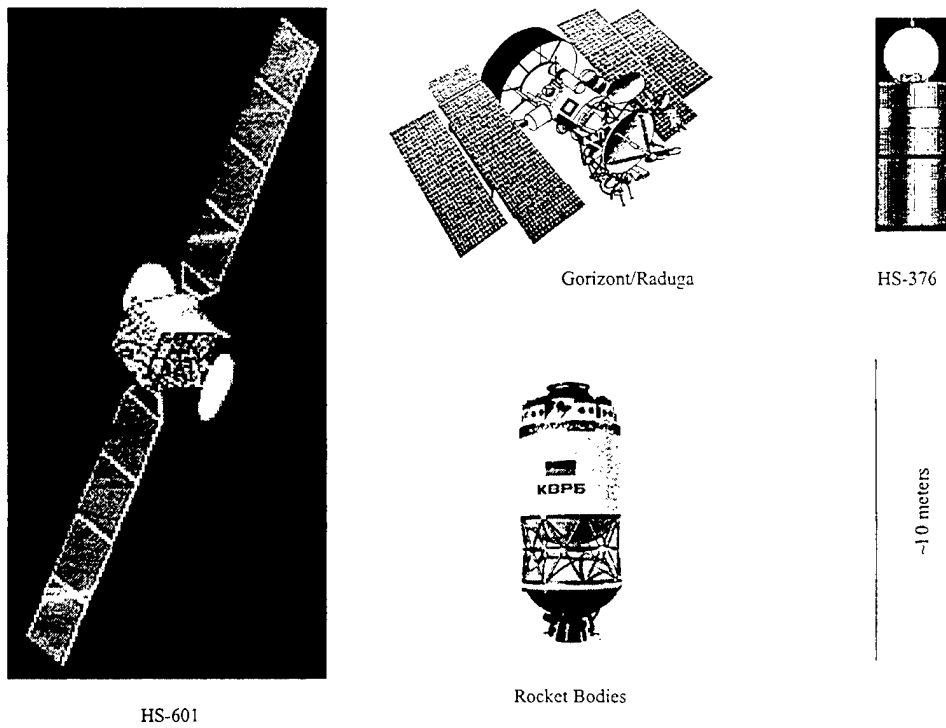 Gorizont/Raduga
HS-376
КВРБ
~10 meters
Rocket Bodies
HS-601